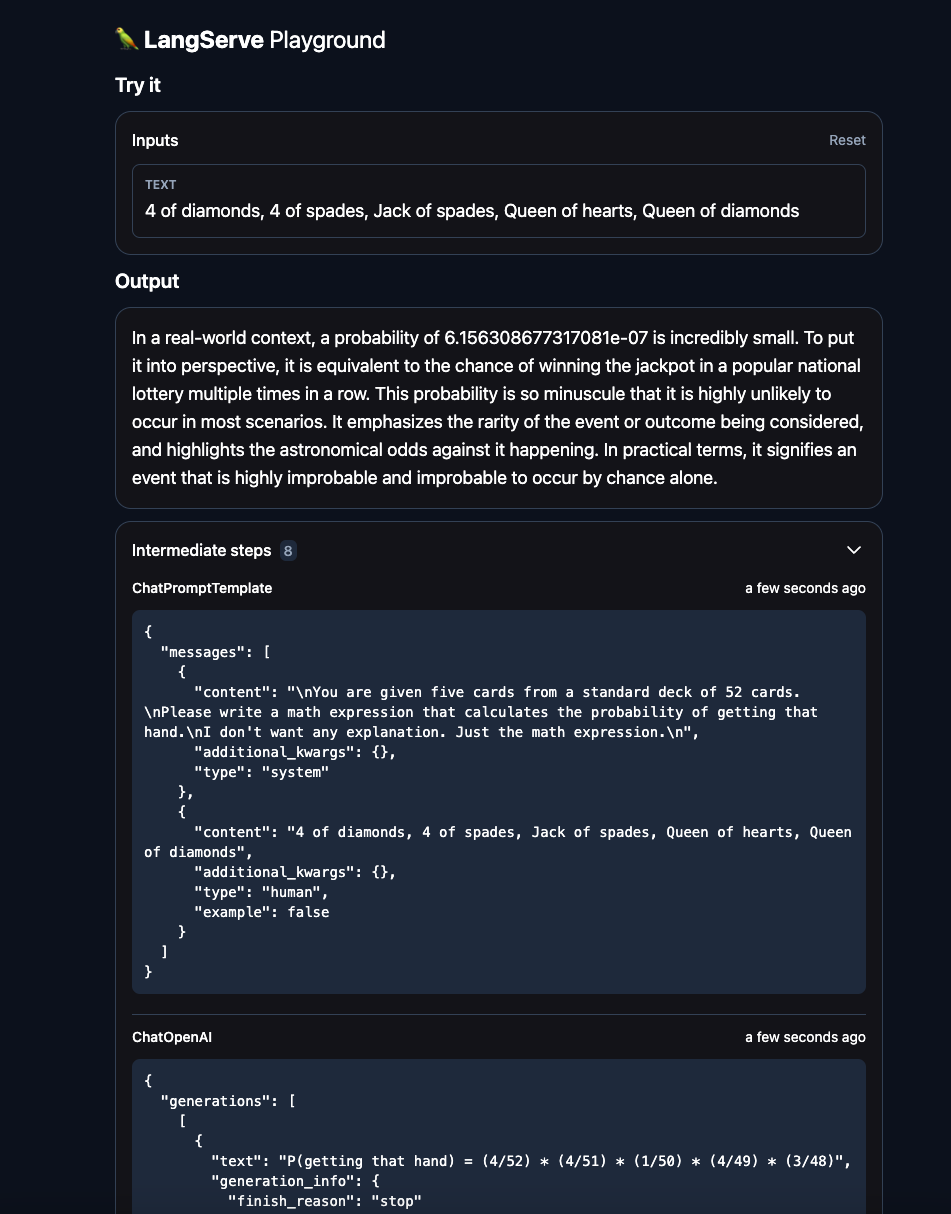 🦜 LangServe Playground
Try it
Inputs
Reset
TEXT
4 of diamonds, 4 of spades, Jack of spades, Queen of hearts, Queen of diamonds
Output
In a real-world context, a probability of 6.156308677317081e-07 is incredibly small. To put
it into perspective, it is equivalent to the chance of winning the jackpot in a popular national
lottery multiple times in a row. This probability is so minuscule that it is highly unlikely to
occur in most scenarios. It emphasizes the rarity of the event or outcome being considered,
and highlights the astronomical odds against it happening. In practical terms, it signifies an
event that is highly improbable and improbable to occur by chance alone.
Intermediate steps 8
ChatPromptTemplate
a few seconds ago
{
  "messages": [
    {
      "content": "\nYou are given five cards from a standard deck of 52 cards.
\nPlease write a math expression that calculates the probability of getting that
hand.\nI don't want any explanation. Just the math expression.\n",
      "additional_kwargs": {},
      "type": "system"
    },
    {
      "content": "4 of diamonds, 4 of spades, Jack of spades, Queen of hearts, Queen
of diamonds",
      "additional_kwargs": {},
      "type": "human",
      "example": false
    }
  ]
}
ChatOpenAI
a few seconds ago
{
  "generations": [
    [
      {
        "text": "P(getting that hand) = (4/52) * (4/51) * (1/50) * (4/49) * (3/48)",
        "generation_info": {
          "finish_reason": "stop"